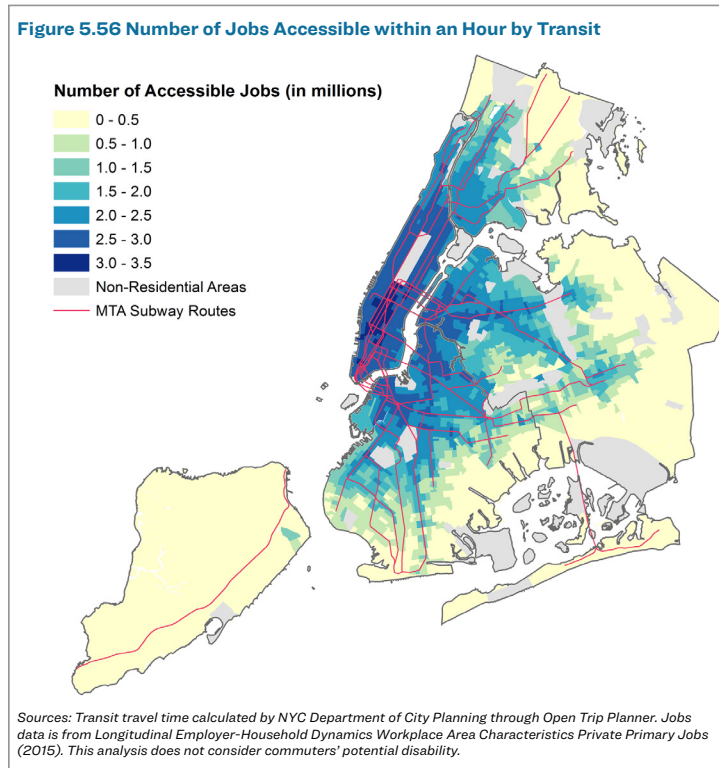 Figure 5.56 Number of Jobs Accessible within an Hour by Transit
Number of Accessible Jobs (in millions)
0 - 0.5
0.5 - 1.0
1.0 - 1.5
1.5 - 2.0
2.0 - 2.5
2.5 - 3.0
3.0 - 3.5
Non-Residential Areas
MTA Subway Routes
Sources: Transit travel time calculated by NYC Department of City Planning through Open Trip Planner. Jobs
data is from Longitudinal Employer-Household Dynamics Workplace Area Characteristics Private Primary Jobs
(2015). This analysis does not consider commuters' potential disability.